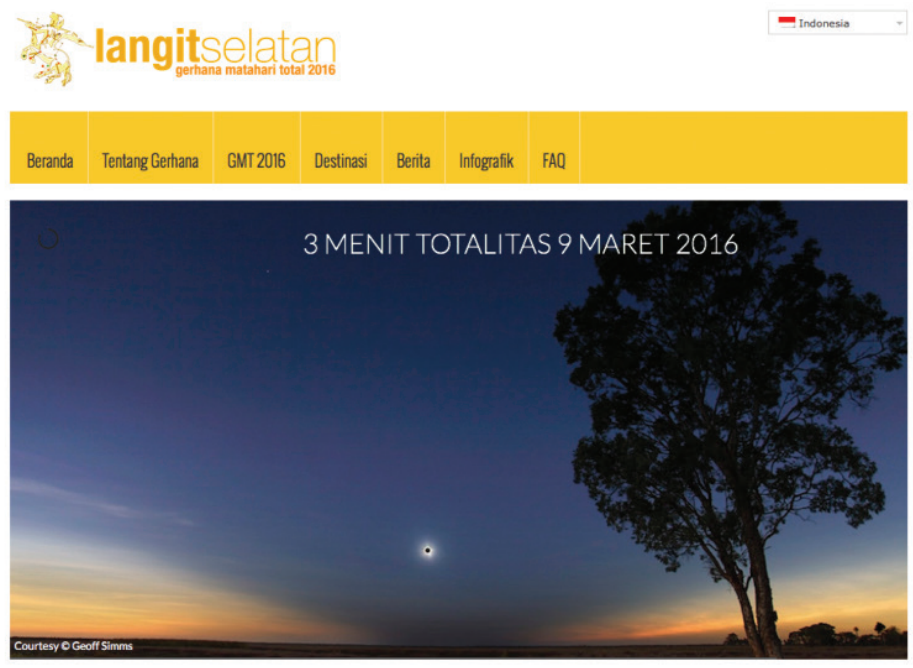 langitselatan
gerhana matahari total 2016
Indonesia
Beranda Tentang Gerhana GMT 2016 Destinasi Berita Infografik FAQ
3 MENIT TOTALITAS 9 MARET 2016
Courtesy © Geoff Simms